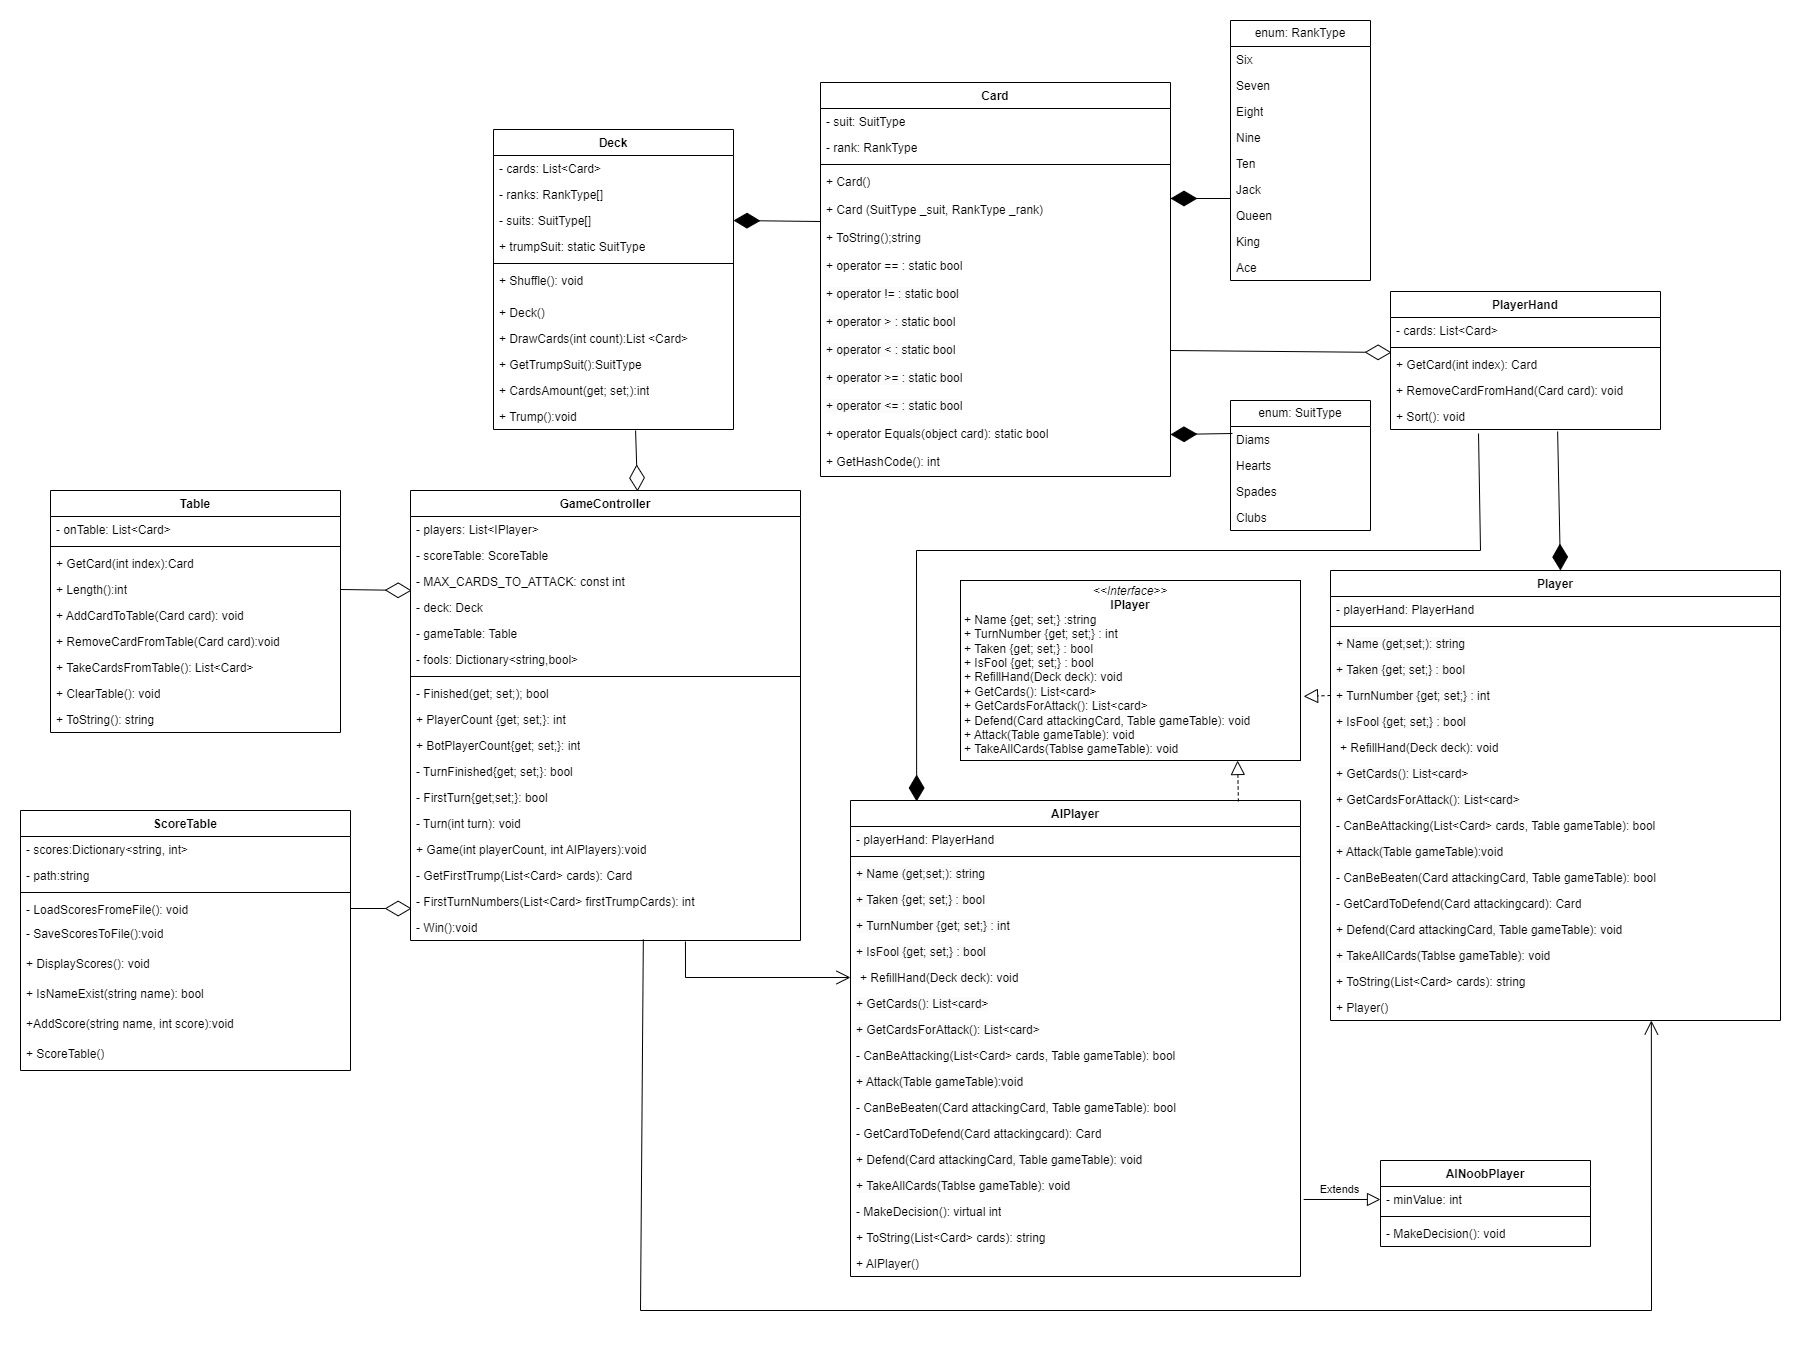 enum: RankType
Six
Seven
Eight
Nine
Ten
Jack
Queen
King
Ace
Card
- suit: SuitType
- rank: RankType
+ Card()
+ Card (SuitType _suit, RankType _rank)
+ ToString();string
+ operator == : static bool
+ operator != : static bool
+ operator > : static bool
+ operator < : static bool
+ operator >= : static bool
+ operator <= : static bool
+ operator Equals(object card): static bool
+ GetHashCode(): int
Deck
- cards: List<Card>
- ranks: RankType[]
- suits: SuitType[]
+ trumpSuit: static SuitType
+ Shuffle(): void
+ Deck()
+ DrawCards(int count):List <Card>
+ GetTrumpSuit():SuitType
+ CardsAmount(get; set;):int
+ Trump():void
PlayerHand
- cards: List<Card>
+ GetCard(int index): Card
+ RemoveCardFromHand(Card card): void
+ Sort(): void
enum: SuitType
Diams
Hearts
Spades
Clubs
Table
- onTable: List<Card>
+ GetCard(int index):Card
+ Length():int
+ AddCardToTable(Card card): void
+ RemoveCardFromTable(Card card):void
+ TakeCardsFromTable(): List<Card>
+ ClearTable(): void
+ ToString(): string
GameController
- players: List<IPlayer>
- scoreTable: ScoreTable
- MAX_CARDS_TO_ATTACK: const int
- deck: Deck
- gameTable: Table
- fools: Dictionary<string,bool>
- Finished(get; set;); bool
+ PlayerCount {get; set;}: int
+ BotPlayerCount{get; set;}: int
- TurnFinished{get; set;}: bool
- FirstTurn{get;set;}: bool
- Turn(int turn): void
+ Game(int playerCount, int AIPlayers):void
- GetFirstTrump(List<Card> cards): Card
- FirstTurnNumbers(List<Card> firstTrumpCards): int
- Win():void
<<Interface>>
IPlayer
+ Name {get; set;} :string
+ TurnNumber {get; set;} : int
+ Taken {get; set;} : bool
+ IsFool {get; set;} : bool
+ RefillHand(Deck deck): void
+ GetCards(): List<card>
+ GetCardsForAttack(): List<card>
+ Defend(Card attackingCard, Table gameTable): void
+ Attack(Table gameTable): void
+ TakeAllCards(Tablse gameTable): void
Player
- playerHand: PlayerHand
+ Name (get;set;): string
+ Taken {get; set;} : bool
+ TurnNumber {get; set;} : int
+ IsFool {get; set;} : bool
+ RefillHand(Deck deck): void
+ GetCards(): List<card>
+ GetCardsForAttack(): List<card>
- CanBeAttacking(List<Card> cards, Table gameTable): bool
+ Attack(Table gameTable):void
- CanBeBeaten(Card attackingCard, Table gameTable): bool
- GetCardToDefend(Card attackingcard): Card
+ Defend(Card attackingCard, Table gameTable): void
+ TakeAllCards(Tablse gameTable): void
+ ToString(List<Card> cards): string
+ Player()
ScoreTable
- scores:Dictionary<string, int>
- path:string
- LoadScoresFromeFile(): void
- SaveScoresToFile():void
+ DisplayScores(): void
+ IsNameExist(string name): bool
+AddScore(string name, int score):void
+ ScoreTable()
AIPlayer
- playerHand: PlayerHand
+ Name (get;set;): string
+ Taken {get; set;} : bool
+ TurnNumber {get; set;} : int
+ IsFool {get; set;} : bool
+ RefillHand(Deck deck): void
+ GetCards(): List<card>
+ GetCardsForAttack(): List<card>
- CanBeAttacking(List<Card> cards, Table gameTable): bool
+ Attack(Table gameTable):void
- CanBeBeaten(Card attackingCard, Table gameTable): bool
- GetCardToDefend(Card attackingcard): Card
+ Defend(Card attackingCard, Table gameTable): void
+ TakeAllCards(Tablse gameTable): void
- MakeDecision(): virtual int
+ ToString(List<Card> cards): string
+ AIPlayer()
Extends
AINoobPlayer
- minValue: int
- MakeDecision(): void